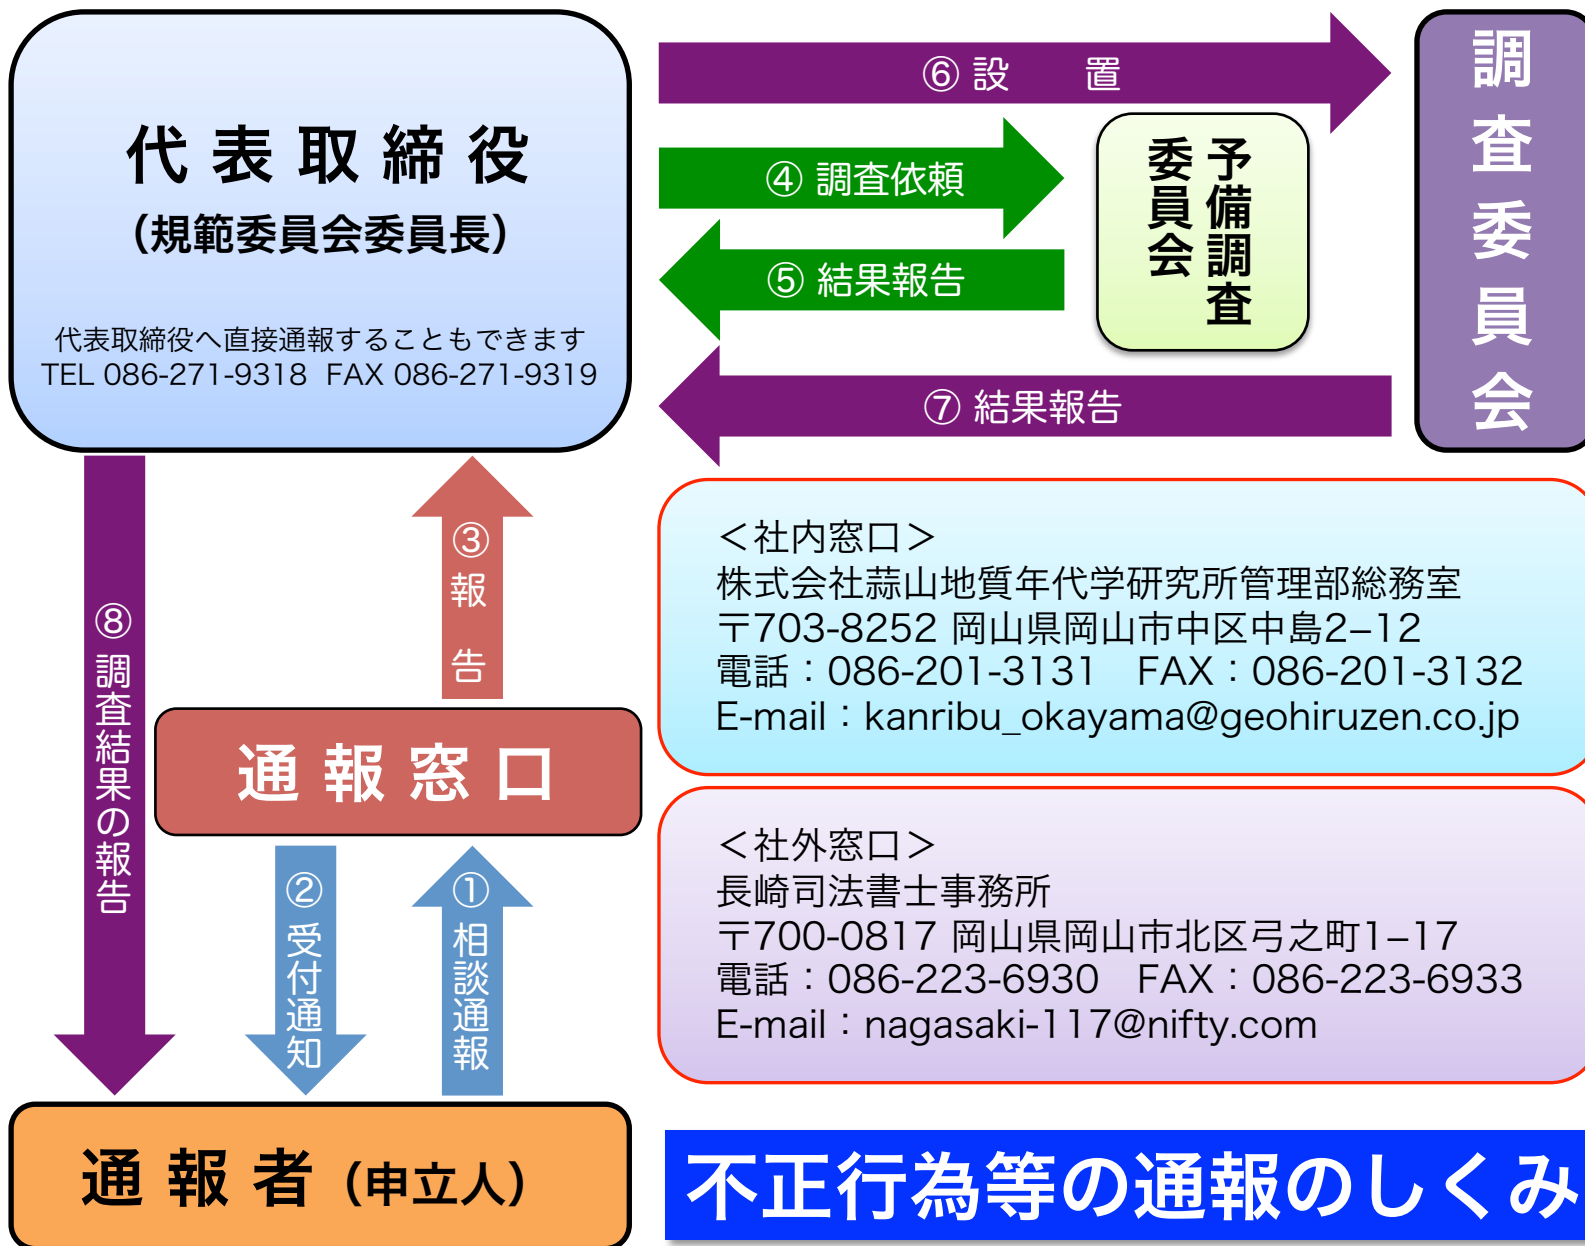 代表取締役
（規範委員会委員長）
代表取締役へ直接通報することもできます
TEL 086-271-9318 FAX 086-271-9319
⑥ 設　置
④ 調査依頼
⑤ 結果報告
⑦ 結果報告
予備調査
委員会
調査委員会
③報告
⑧調査結果の報告
通報窓口
②受付通知
①相談通報
通報者（申立人）
＜社内窓口＞
株式会社蒜山地質年代学研究所管理部総務室
〒703-8252 岡山県岡山市中区中島2–12
電話：086-201-3131　FAX：086-201-3132
E-mail：kanribu_okayama@geohiruzen.co.jp
＜社外窓口＞
長崎司法書士事務所
〒700-0817 岡山県岡山市北区弓之町1–17
電話：086-223-6930　FAX：086-223-6933
E-mail：nagasaki-117@nifty.com
不正行為等の通報のしくみ